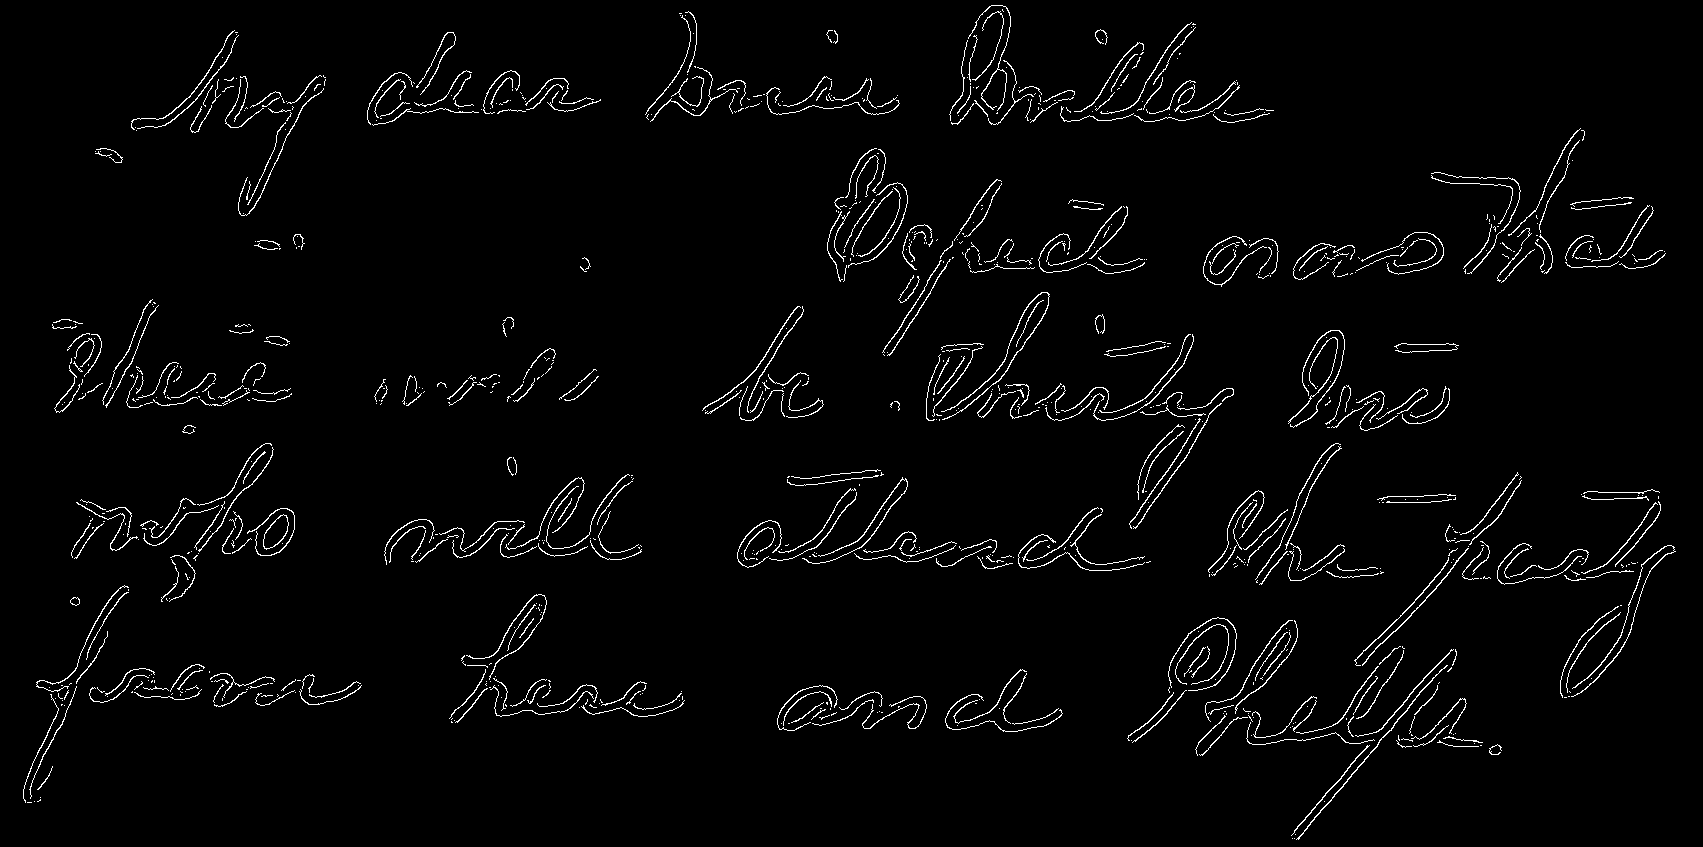 My dear Miss Miller
Expect now that
there will be thirty two
who will attend the party
from here and Phelps.